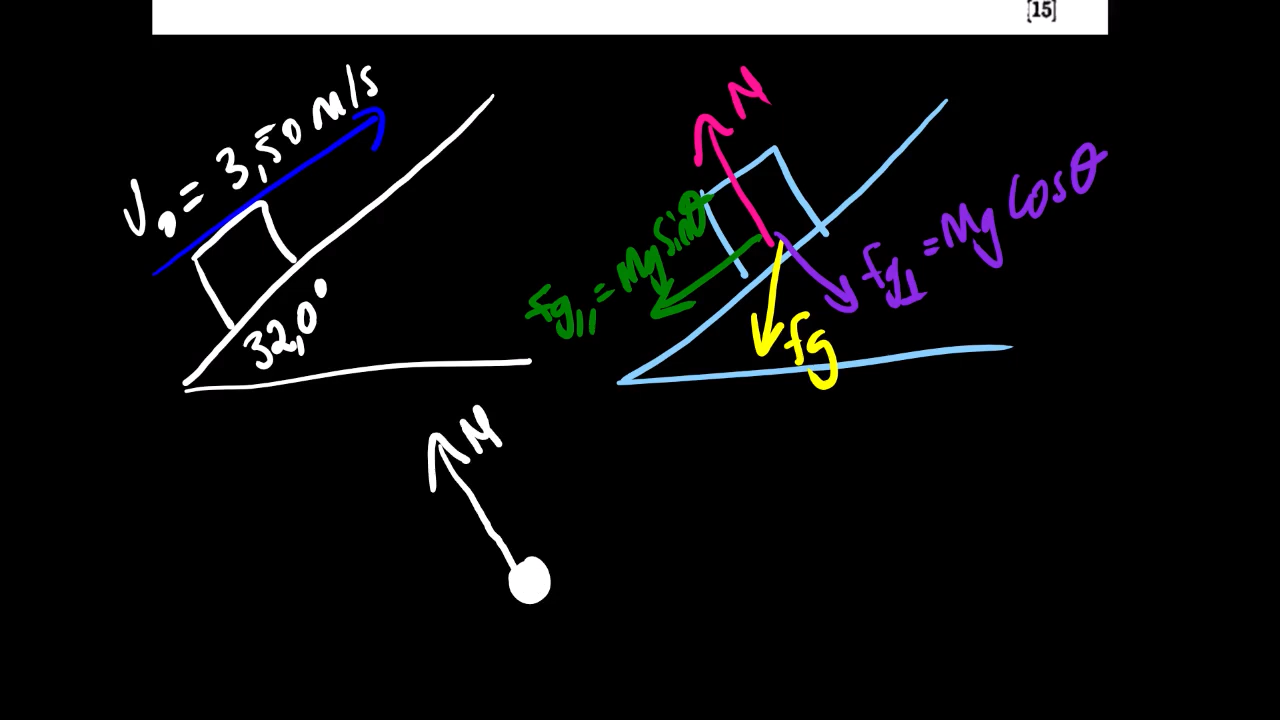 [15]
V₀ = 3,50 m/s
32,0°
N
fg∥ = Mg Sinθ
fg⊥ = Mg Cosθ
fg
N